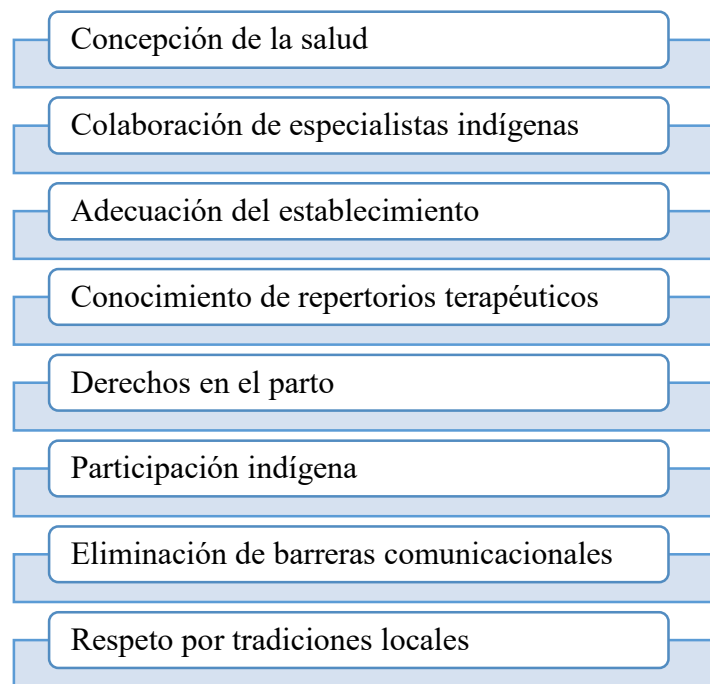 Concepción de la salud
Colaboración de especialistas indígenas
Adecuación del establecimiento
Conocimiento de repertorios terapéuticos
Derechos en el parto
Participación indígena
Eliminación de barreras comunicacionales
Respeto por tradiciones locales